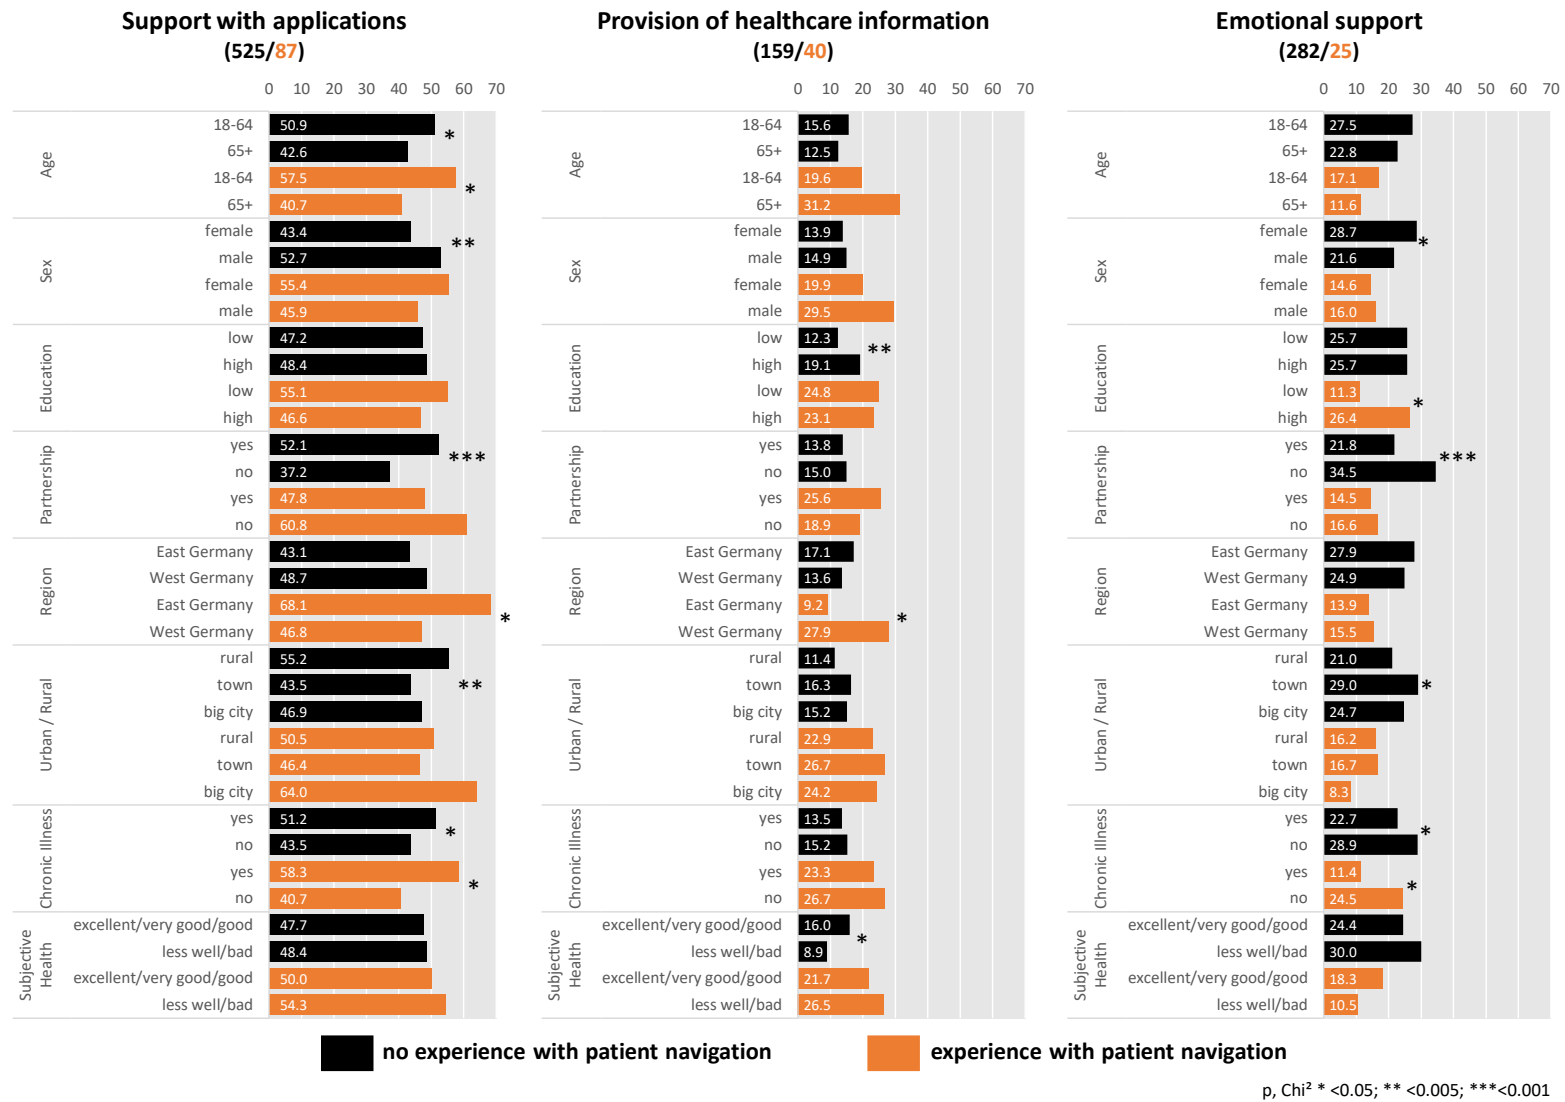 Support with applications
(525/87)
0 10 20 30 40 50 60 70
Age
18-64 50.9
*
65+ 42.6
18-64 57.5
*
65+ 40.7
Sex
female 43.4
**
male 52.7
female 55.4
male 45.9
Education
low 47.2
high 48.4
low 55.1
high 46.6
Partnership
yes 52.1
***
no 37.2
yes 47.8
no 60.8
Region
East Germany 43.1
West Germany 48.7
East Germany 68.1
*
West Germany 46.8
Urban / Rural
rural 55.2
town 43.5 **
big city 46.9
rural 50.5
town 46.4
big city 64.0
Chronic Illness
yes 51.2
*
no 43.5
yes 58.3
*
no 40.7
Subjective
Health
excellent/very good/good 47.7
less well/bad 48.4
excellent/very good/good 50.0
less well/bad 54.3
Provision of healthcare information
(159/40)
0 10 20 30 40 50 60 70
Age
18-64 15.6
65+ 12.5
18-64 19.6
65+ 31.2
Sex
female 13.9
male 14.9
female 19.9
male 29.5
Education
low 12.3
**
high 19.1
low 24.8
high 23.1
Partnership
yes 13.8
no 15.0
yes 25.6
no 18.9
Region
East Germany 17.1
West Germany 13.6
East Germany 9.2
*
West Germany 27.9
Urban / Rural
rural 11.4
town 16.3
big city 15.2
rural 22.9
town 26.7
big city 24.2
Chronic Illness
yes 13.5
no 15.2
yes 23.3
no 26.7
Subjective
Health
excellent/very good/good 16.0
*
less well/bad 8.9
excellent/very good/good 21.7
less well/bad 26.5
Emotional support
(282/25)
0 10 20 30 40 50 60 70
Age
18-64 27.5
65+ 22.8
18-64 17.1
65+ 11.6
Sex
female 28.7
*
male 21.6
female 14.6
male 16.0
Education
low 25.7
high 25.7
low 11.3
*
high 26.4
Partnership
yes 21.8
***
no 34.5
yes 14.5
no 16.6
Region
East Germany 27.9
West Germany 24.9
East Germany 13.9
West Germany 15.5
Urban / Rural
rural 21.0
town 29.0 *
big city 24.7
rural 16.2
town 16.7
big city 8.3
Chronic Illness
yes 22.7
*
no 28.9
yes 11.4
*
no 24.5
Subjective
Health
excellent/very good/good 24.4
less well/bad 30.0
excellent/very good/good 18.3
less well/bad 10.5
no experience with patient navigation
experience with patient navigation
p, Chi² * <0.05; ** <0.005; ***<0.001